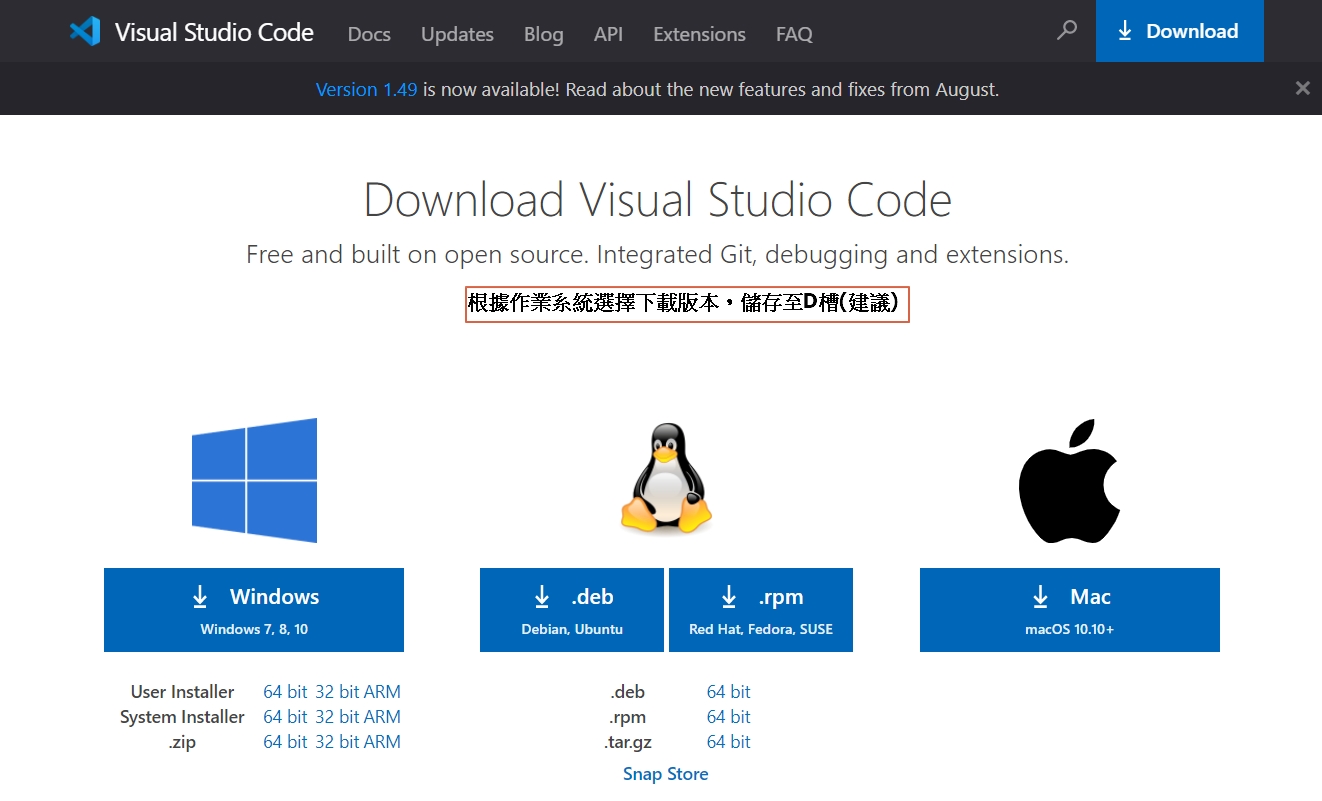 Visual Studio Code Docs Updates Blog API Extensions FAQ Download
Version 1.49 is now available! Read about the new features and fixes from August.
Download Visual Studio Code
Free and built on open source. Integrated Git, debugging and extensions.
根據作業系統選擇下載版本，儲存至D槽(建議)
Windows
Windows 7, 8, 10
User Installer 64 bit 32 bit ARM
System Installer 64 bit 32 bit ARM
.zip 64 bit 32 bit ARM
.deb
Debian, Ubuntu
.rpm
Red Hat, Fedora, SUSE
.deb 64 bit
.rpm 64 bit
.tar.gz 64 bit
Snap Store
Mac
macOS 10.10+